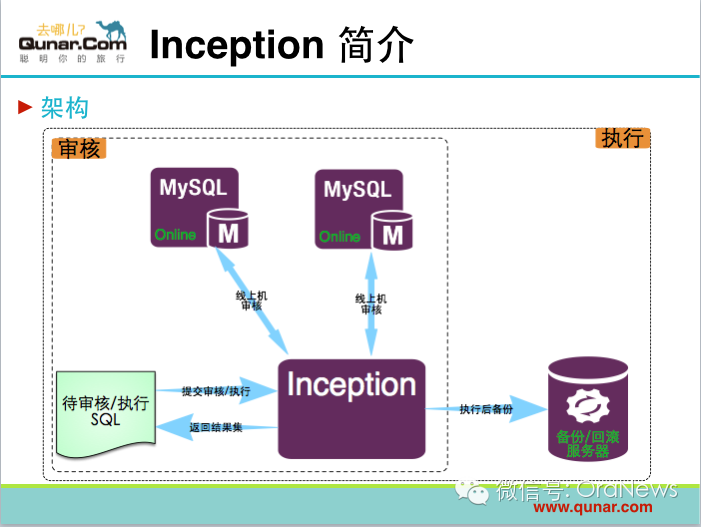 去哪儿?
Qunar.Com
聪明你的旅行
Inception 简介
架构
审核
执行
MySQL
Online
M
MySQL
Online
M
线上机
审核
线上机
审核
待审核/执行
SQL
提交审核/执行
返回结果集
Inception
执行后备份
备份/回滚
服务器
微信号: OraNews
www.qunar.com